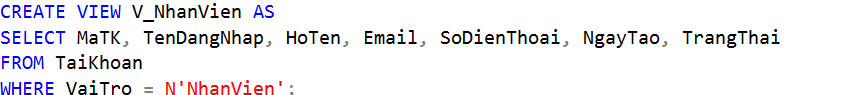 CREATE VIEW V_NhanVien AS
SELECT MaTK, TenDangNhap, HoTen, Email, SoDienThoai, NgayTao, TrangThai
FROM TaiKhoan
WHERE VaiTro = N'NhanVien';